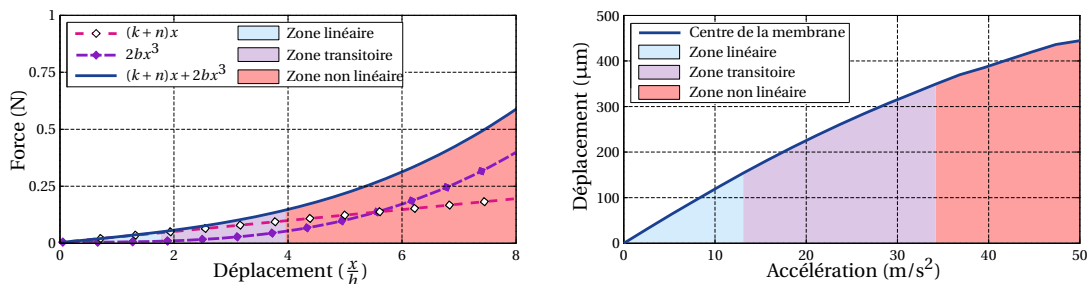 Force (N)
1
0.75
0.5
0.25
0
(k+n)x
2bx³
(k+n)x+2bx³
Zone linéaire
Zone transitoire
Zone non linéaire
0 2 4 6 8
Déplacement (x/h)
Déplacement (µm)
500
400
300
200
100
0
Centre de la membrane
Zone linéaire
Zone transitoire
Zone non linéaire
0 10 20 30 40 50
Accélération (m/s²)